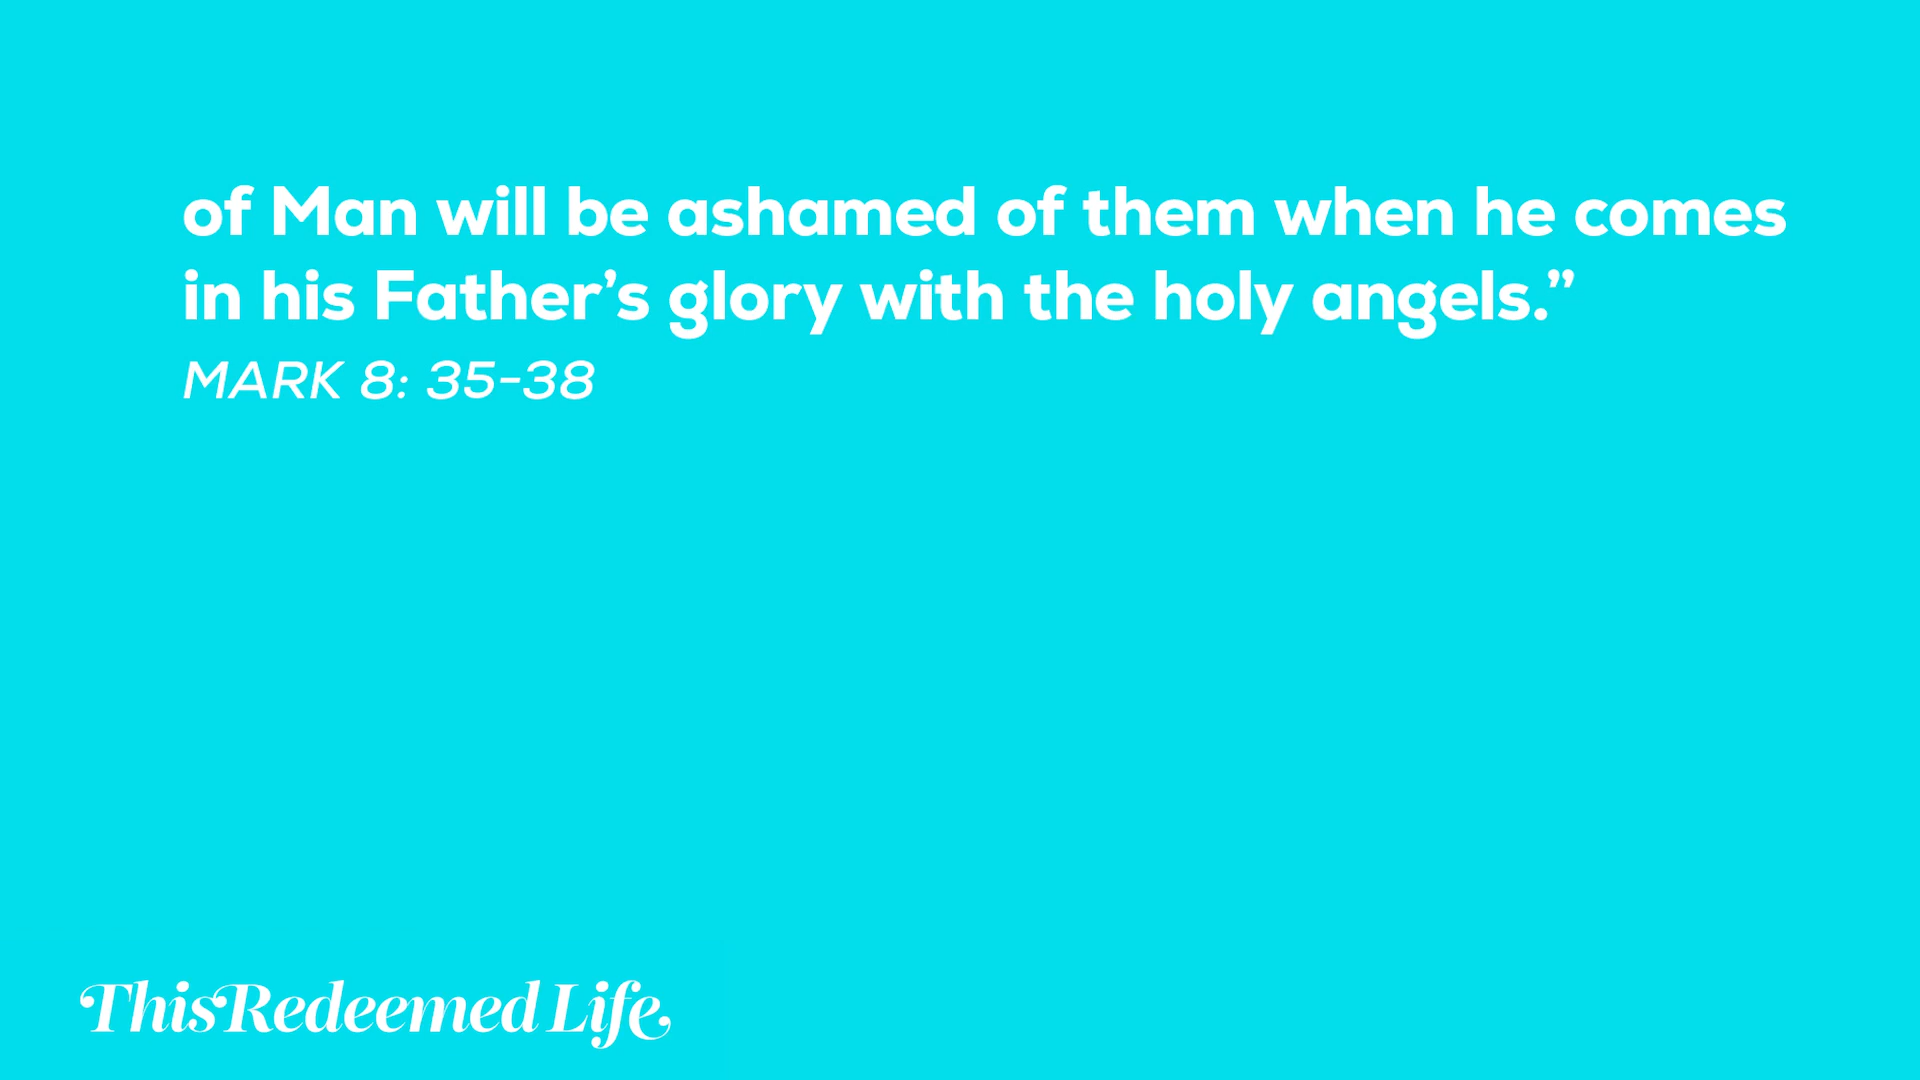 of Man will be ashamed of them when he comes
in his Father’s glory with the holy angels.”
MARK 8: 35-38
This Redeemed Life